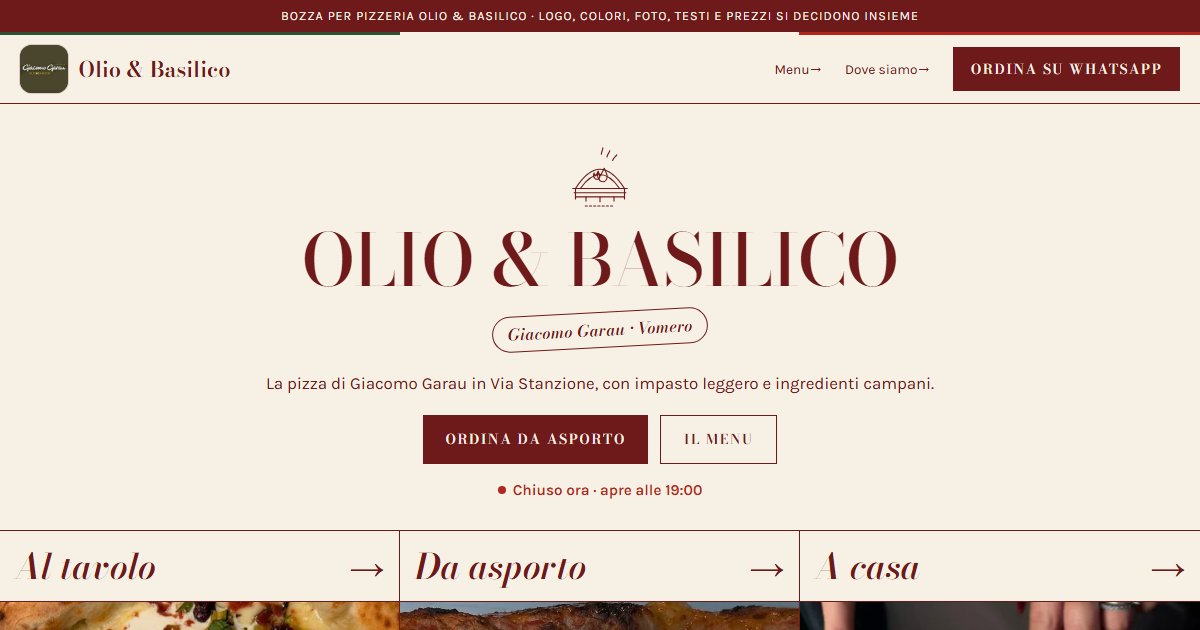 BOZZA PER PIZZERIA OLIO & BASILICO · LOGO, COLORI, FOTO, TESTI E PREZZI SI DECIDONO INSIEME
Giacomo Garau
Olio & Basilico
Menu→
Dove siamo→
ORDINA SU WHATSAPP
OLIO & BASILICO
Giacomo Garau · Vomero
La pizza di Giacomo Garau in Via Stanzione, con impasto leggero e ingredienti campani.
ORDINA DA ASPORTO
IL MENU
Chiuso ora · apre alle 19:00
Al tavolo →
Da asporto →
A casa →